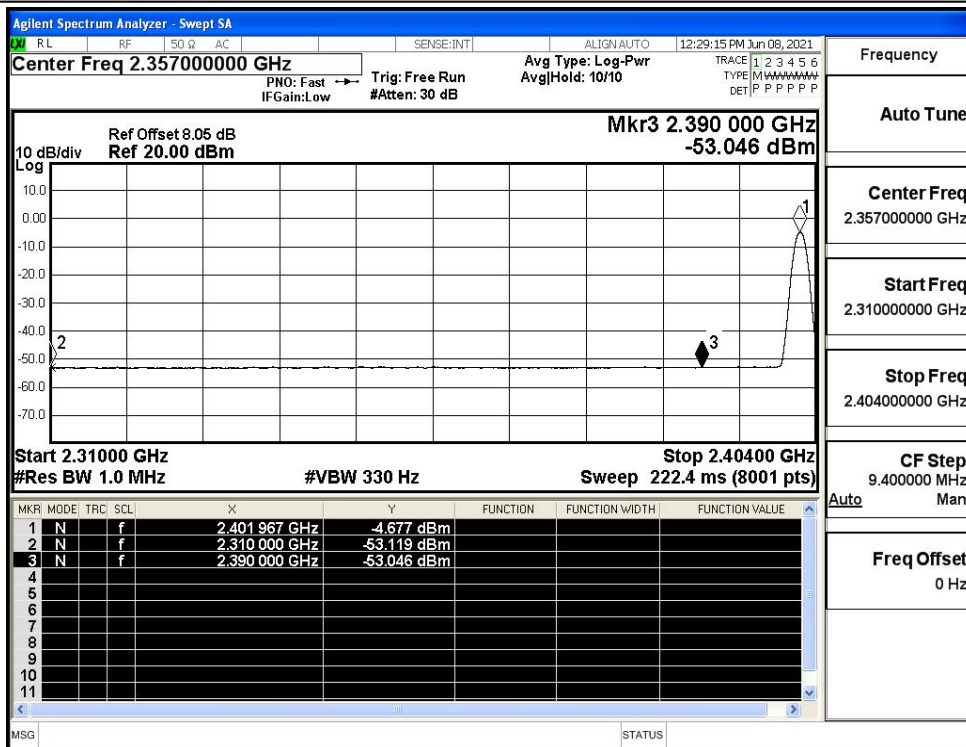 Agilent Spectrum Analyzer - Swept SA
LXI RL RF 50 Ω AC SENSE:INT ALIGN AUTO 12:29:15 PM Jun 08, 2021
Center Freq 2.357000000 GHz
PNO: Fast
IFGain:Low
Trig: Free Run
#Atten: 30 dB
Avg Type: Log-Pwr
Avg|Hold: 10/10
TRACE 1 2 3 4 5 6
TYPE M WWWWW
DET P P P P P P
Mkr3 2.390 000 GHz
-53.046 dBm
Ref Offset 8.05 dB
Ref 20.00 dBm
10 dB/div
Log
10.0
0.00
-10.0
-20.0
-30.0
-40.0
-50.0
-60.0
-70.0
1
2
3
Start 2.31000 GHz Stop 2.40400 GHz
#Res BW 1.0 MHz #VBW 330 Hz Sweep 222.4 ms (8001 pts)
MKR MODE TRC SCL X Y FUNCTION FUNCTION WIDTH FUNCTION VALUE
1 N f 2.401 967 GHz -4.677 dBm
2 N f 2.310 000 GHz -53.119 dBm
3 N f 2.390 000 GHz -53.046 dBm
4
5
6
7
8
9
10
11
MSG STATUS
Frequency
Auto Tune
Center Freq
2.357000000 GHz
Start Freq
2.310000000 GHz
Stop Freq
2.404000000 GHz
CF Step
9.400000 MHz
Auto Man
Freq Offset
0 Hz